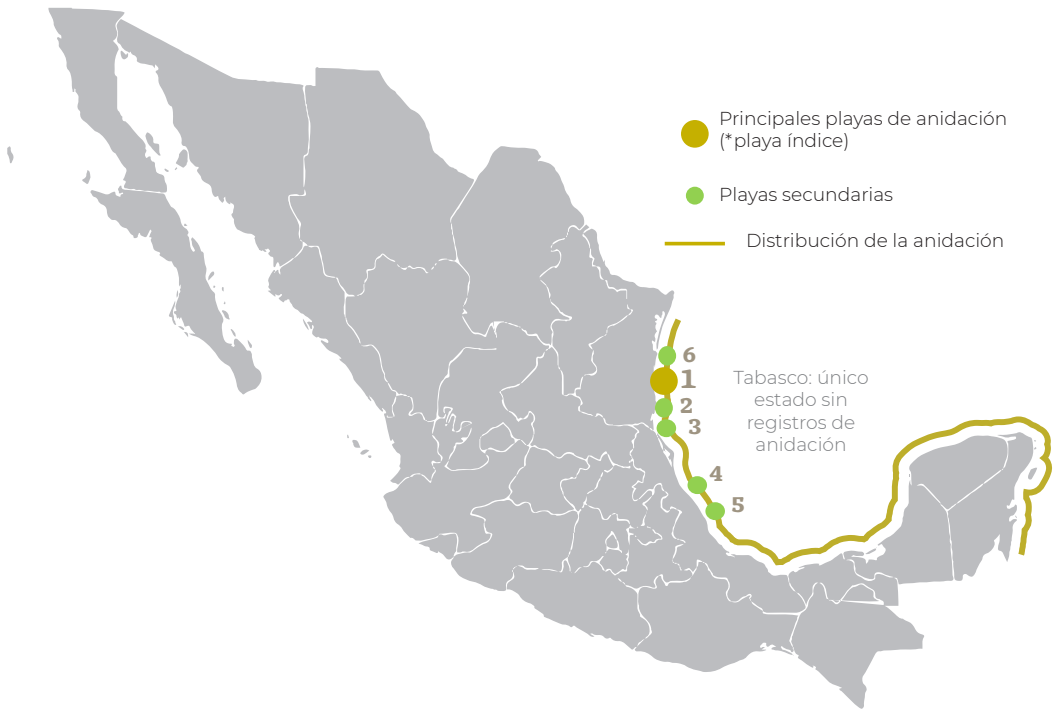 Principales playas de anidación
(*playa índice)
Playas secundarias
Distribución de la anidación
6
1
2
3
4
5
Tabasco: único
estado sin
registros de
anidación